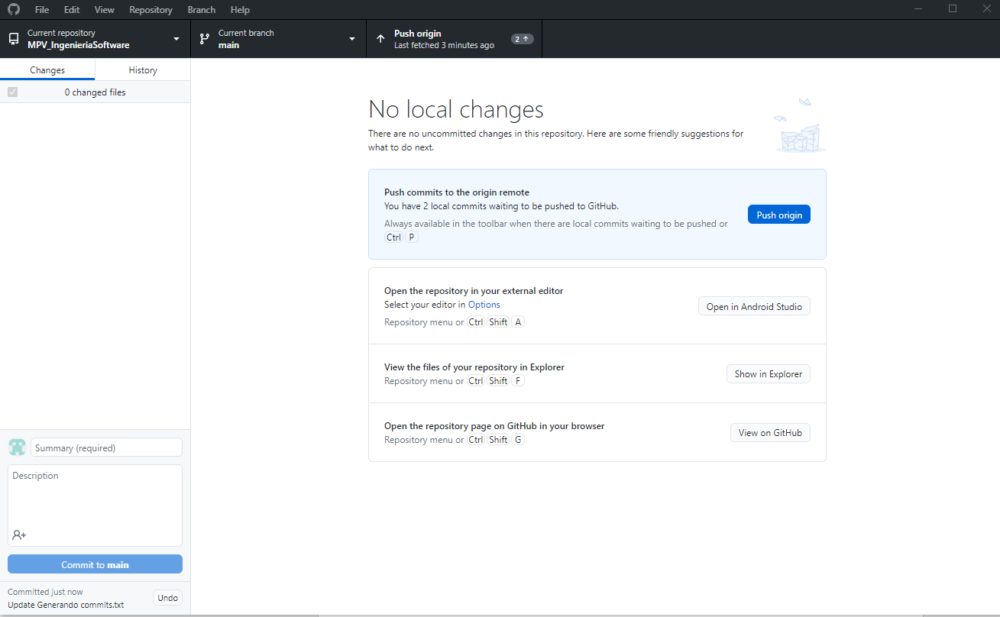 File Edit View Repository Branch Help
Current repository
MPV_IngenieriaSoftware
Current branch
main
Push origin
Last fetched 3 minutes ago
2
Changes History
0 changed files
No local changes
There are no uncommitted changes in this repository. Here are some friendly suggestions for
what to do next.
Push commits to the origin remote
You have 2 local commits waiting to be pushed to GitHub.
Always available in the toolbar when there are local commits waiting to be pushed or
Ctrl P
Push origin
Open the repository in your external editor
Select your editor in Options
Repository menu or Ctrl Shift A
Open in Android Studio
View the files of your repository in Explorer
Repository menu or Ctrl Shift F
Show in Explorer
Open the repository page on GitHub in your browser
Repository menu or Ctrl Shift G
View on GitHub
Summary (required)
Description
Commit to main
Committed just now
Update Generando commits.txt
Undo